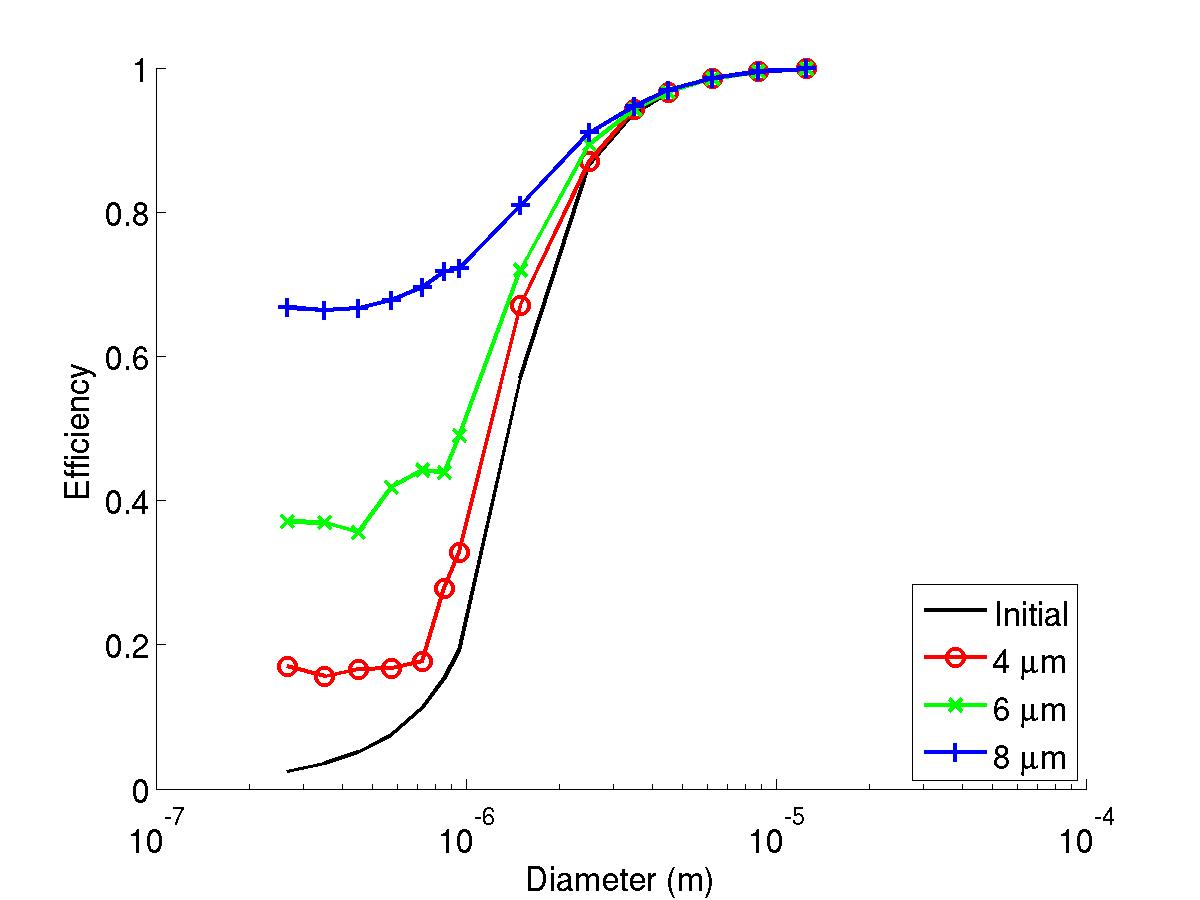 1
0.8
0.6
0.4
0.2
0
Efficiency
10^-7
10^-6
10^-5
10^-4
Diameter (m)
Initial
4 μm
6 μm
8 μm